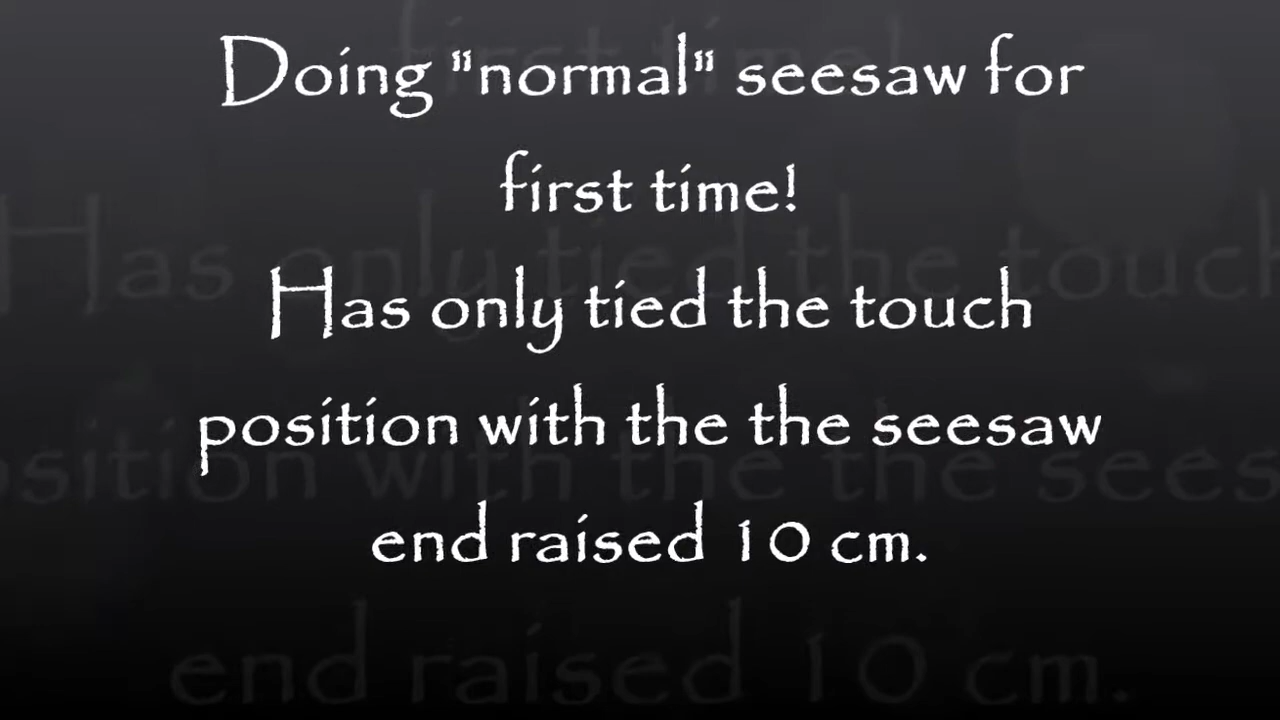 Doing "normal" seesaw for
first time!
Has only tied the touch
position with the the seesaw
end raised 10 cm.